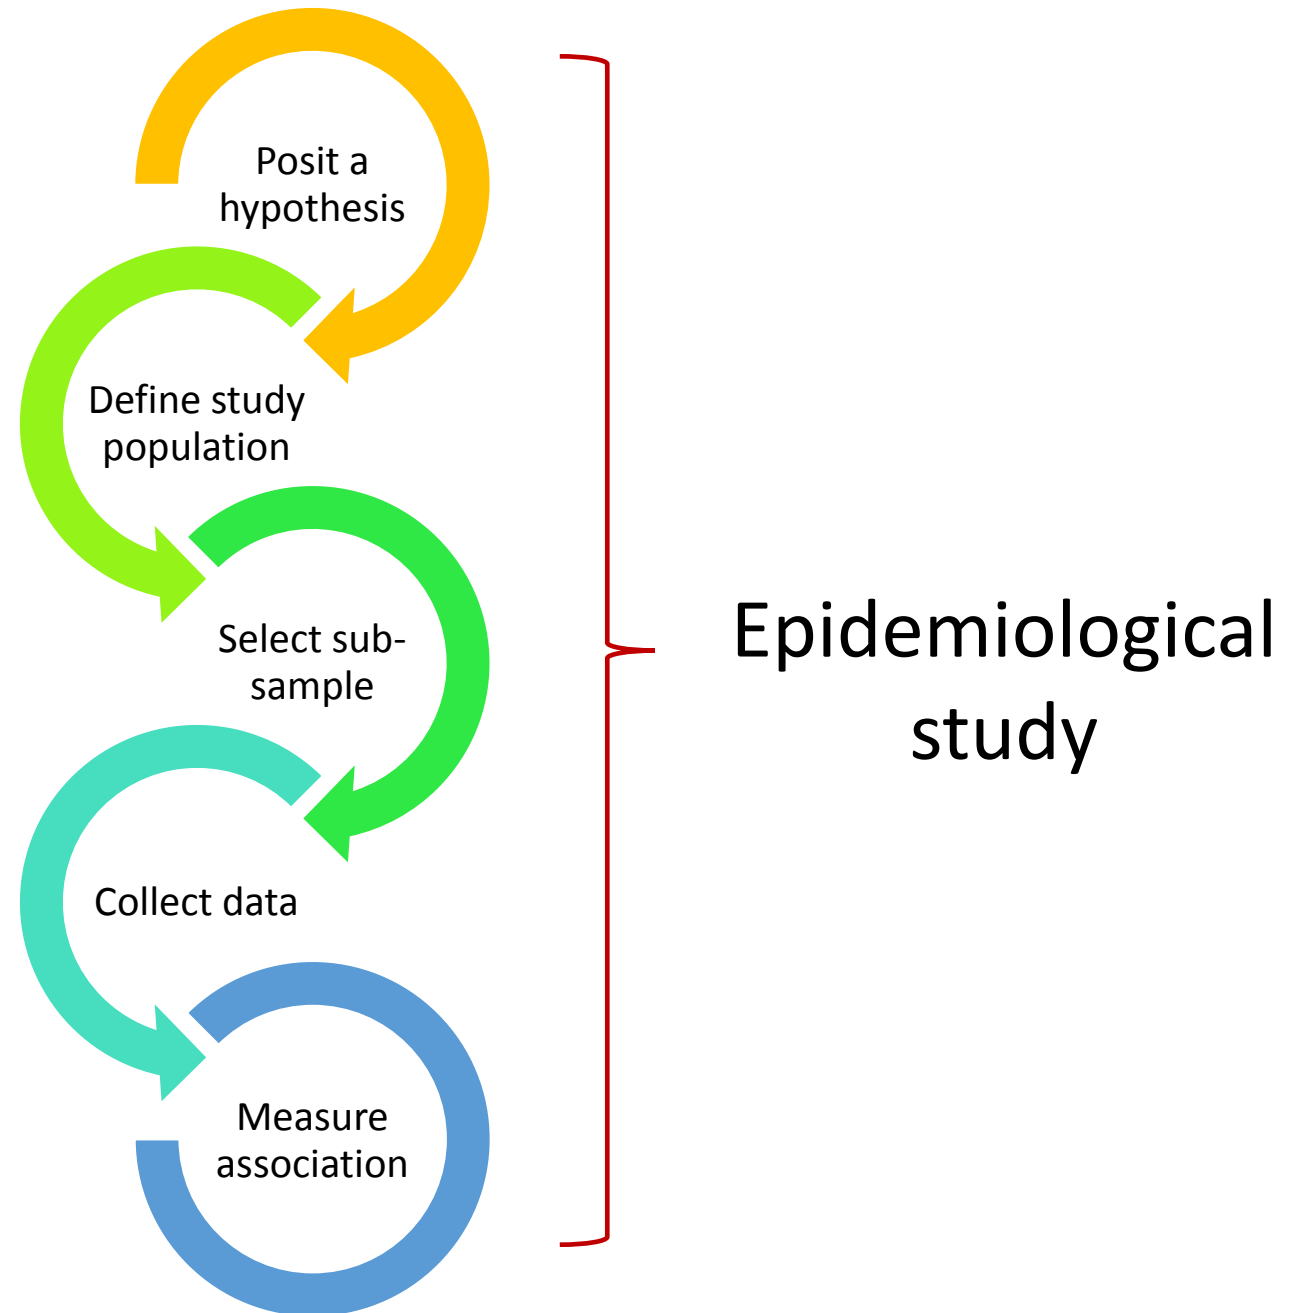 Posit a
hypothesis
Define study
population
Select sub-
sample
Collect data
Measure
association
Epidemiological
study